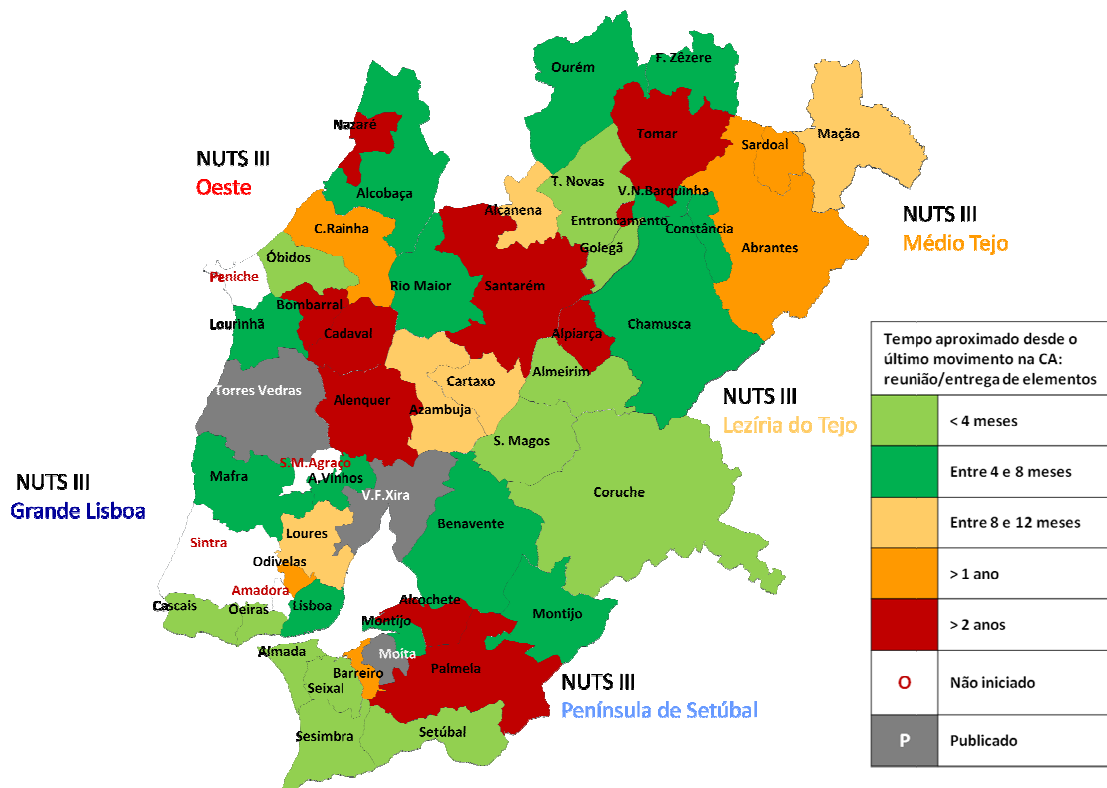 Ourém
F. Zêzere
Nazaré
Tomar
Sardoal
Mação
NUTS III
Oeste
Alcobaça
T. Novas
V.N.Barquinha
Alcanena
Entroncamento
Constância
NUTS III
Médio Tejo
C.Rainha
Golegã
Abrantes
Óbidos
Peniche
Rio Maior
Santarém
Bombarral
Lourinhã
Cadaval
Alpiarça
Chamusca
Tempo aproximado desde o
último movimento na CA:
reunião/entrega de elementos
Torres Vedras
Cartaxo
Almeirim
Alenquer
Azambuja
NUTS III
Lezíria do Tejo
< 4 meses
S. Magos
S.M.Agraço
Mafra
A.Vinhos
Entre 4 e 8 meses
NUTS III
Grande Lisboa
V.F.Xira
Coruche
Benavente
Entre 8 e 12 meses
Loures
Sintra
Odivelas
> 1 ano
Amadora
Cascais
Oeiras
Lisboa
Alcochete
Montijo
Montijo
> 2 anos
Almada
Moita
Barreiro
Palmela
Seixal
NUTS III
Península de Setúbal
O Não iniciado
Sesimbra
Setúbal
P Publicado